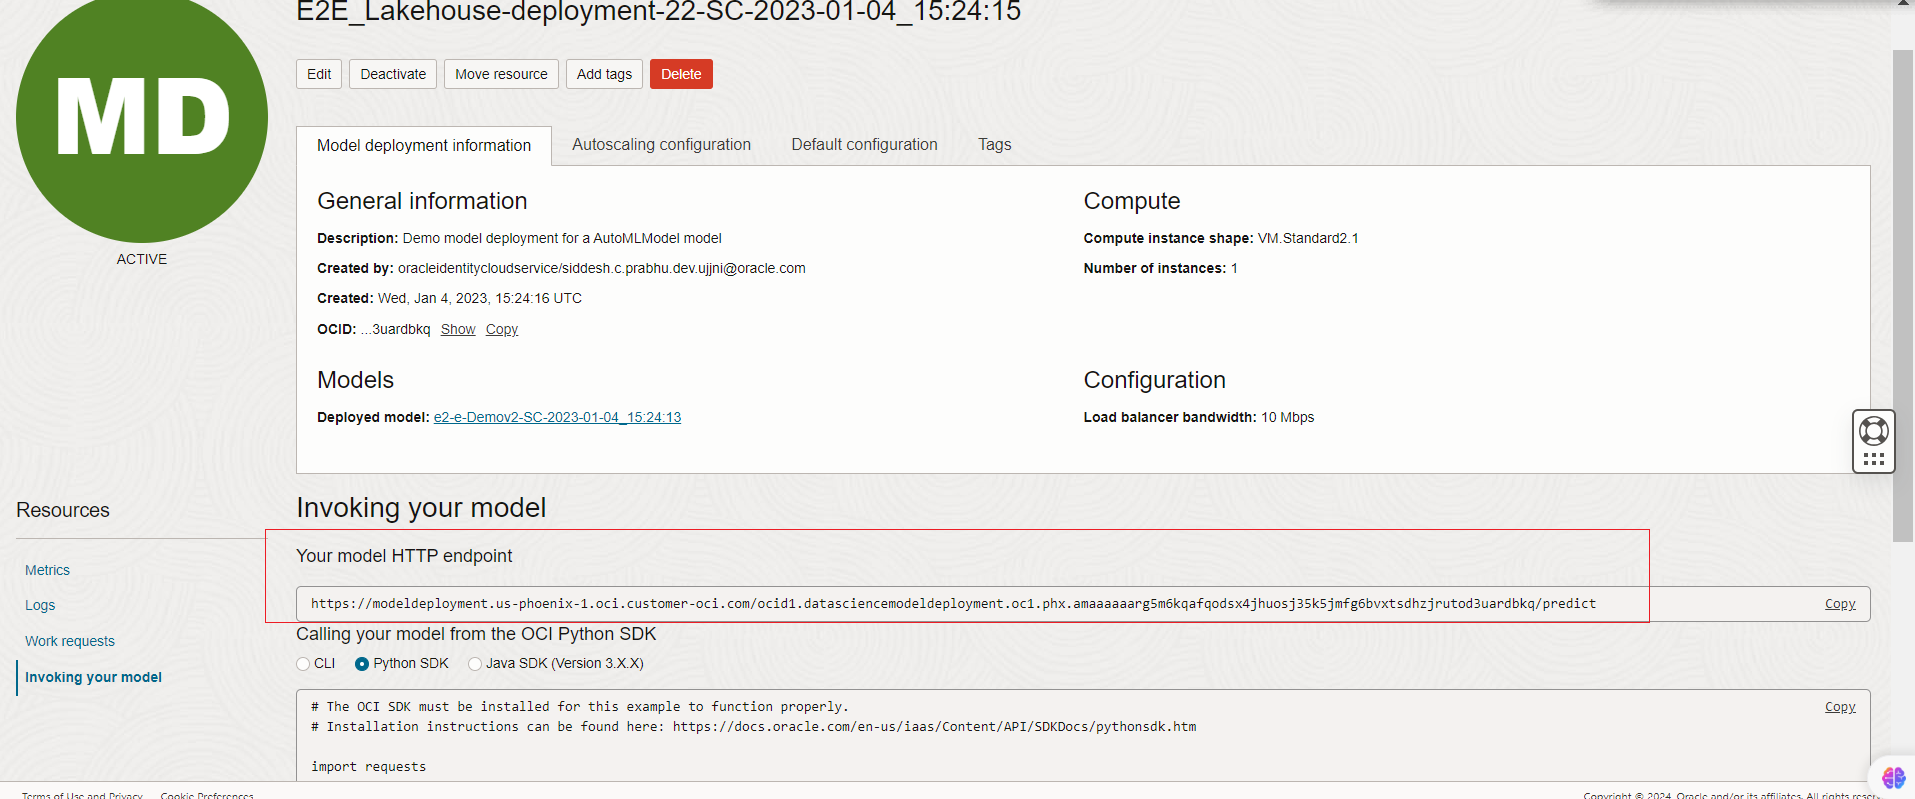 E2E_Lakehouse-deployment-22-SC-2023-01-04_15:24:15
MD
ACTIVE
Edit Deactivate Move resource Add tags Delete
Model deployment information Autoscaling configuration Default configuration Tags
General information
Description: Demo model deployment for a AutoMLModel model
Created by: oracleidentitycloudservice/siddesh.c.prabhu.dev.ujjni@oracle.com
Created: Wed, Jan 4, 2023, 15:24:16 UTC
OCID: ...3uardbkq Show Copy
Compute
Compute instance shape: VM.Standard2.1
Number of instances: 1
Models
Deployed model: e2-e-Demov2-SC-2023-01-04_15:24:13
Configuration
Load balancer bandwidth: 10 Mbps
Resources
Metrics
Logs
Work requests
Invoking your model
Invoking your model
Your model HTTP endpoint
https://modeldeployment.us-phoenix-1.oci.customer-oci.com/ocid1.datasciencemodeldeployment.oc1.phx.amaaaaaarg5m6kqafqodsx4jhuosj35k5jmfg6bvxtsdhzjrutod3uardbkq/predict Copy
Calling your model from the OCI Python SDK
CLI Python SDK Java SDK (Version 3.X.X)
# The OCI SDK must be installed for this example to function properly. Copy
# Installation instructions can be found here: https://docs.oracle.com/en-us/iaas/Content/API/SDKDocs/pythonsdk.htm
import requests
Terms of Use and Privacy Cookie Preferences
Copyright © 2024, Oracle and/or its affiliates. All rights